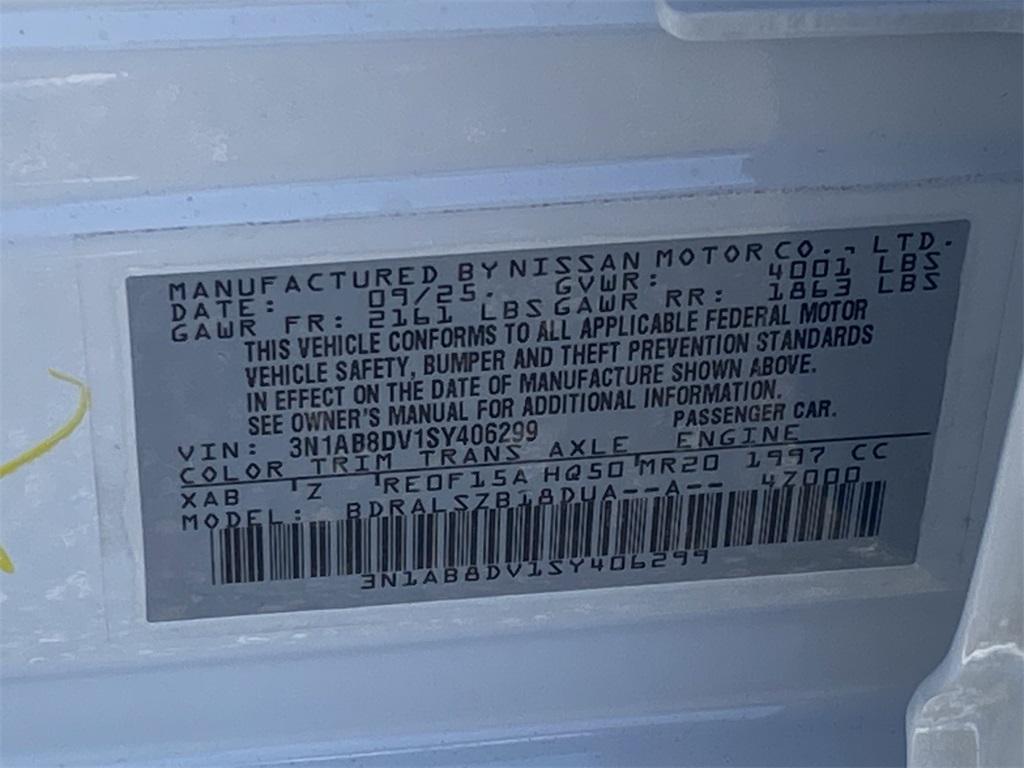 MANUFACTURED BY NISSAN MOTOR CO., LTD.
DATE: 09/25. GVWR: 4001 LBS
GAWR FR: 2161 LBS GAWR RR: 1863 LBS
THIS VEHICLE CONFORMS TO ALL APPLICABLE FEDERAL MOTOR
VEHICLE SAFETY, BUMPER AND THEFT PREVENTION STANDARDS
IN EFFECT ON THE DATE OF MANUFACTURE SHOWN ABOVE.
SEE OWNER'S MANUAL FOR ADDITIONAL INFORMATION.
VIN: 3N1AB8DV1SY406299 PASSENGER CAR.
COLOR TRIM TRANS AXLE ENGINE
XAB Z RE0F15A HQ50 MR20 1997 CC
MODEL: BDRALSZB18DUA--A-- 4Z000
3N1AB8DV1SY406299